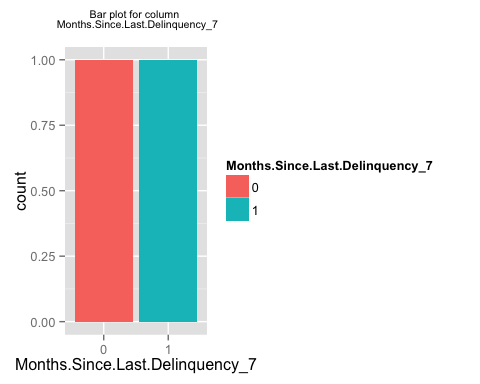 Bar plot for column
Months.Since.Last.Delinquency_7
1.00
0.75
0.50
0.25
0.00
count
0
1
Months.Since.Last.Delinquency_7
Months.Since.Last.Delinquency_7
0
1